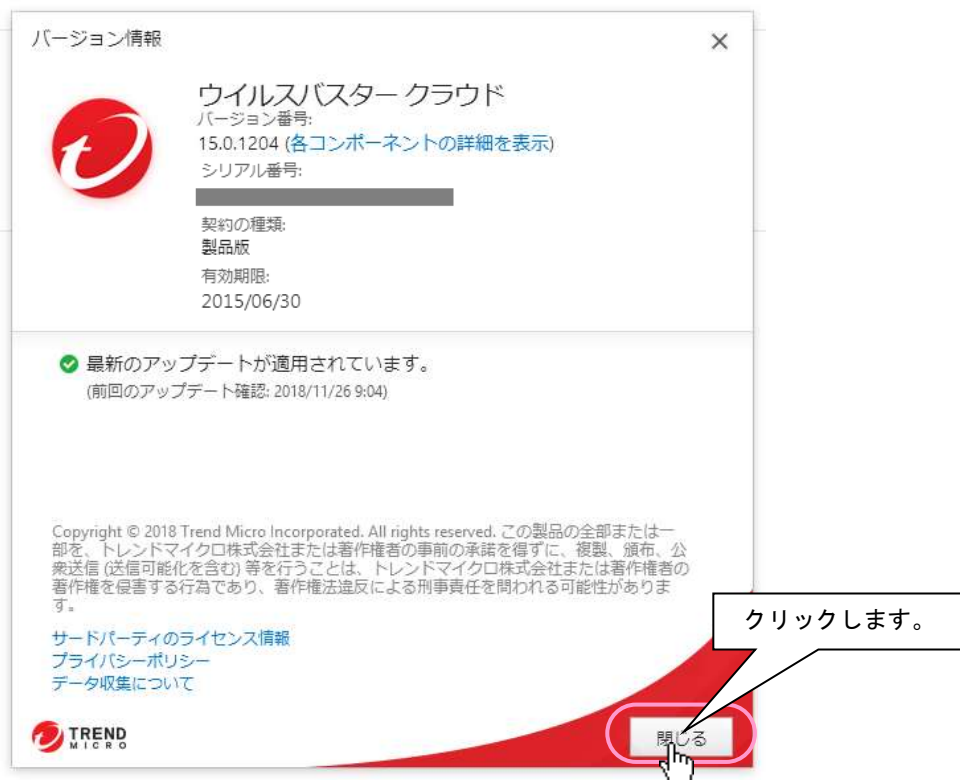 バージョン情報
ウイルスバスター クラウド
バージョン番号:
15.0.1204 (各コンポーネントの詳細を表示)
シリアル番号:
契約の種類:
製品版
有効期限:
2015/06/30
最新のアップデートが適用されています。
(前回のアップデート確認: 2018/11/26 9:04)
Copyright © 2018 Trend Micro Incorporated. All rights reserved. この製品の全部または一
部を、トレンドマイクロ株式会社または著作権者の事前の承諾を得ずに、複製、頒布、公
衆送信 (送信可能化を含む) 等を行うことは、トレンドマイクロ株式会社または著作権者の
著作権を侵害する行為であり、著作権法違反による刑事責任を問われる可能性がありま
す。
クリックします。
サードパーティのライセンス情報
プライバシーポリシー
データ収集について
TREND
MICRO
閉じる